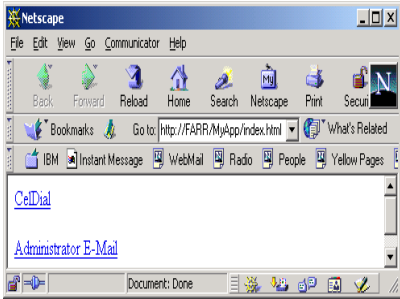 Netscape
File Edit View Go Communicator Help
Back Forward Reload Home Search Netscape Print Securi N
Bookmarks Go to: http://FARR/MyApp/index.html What's Related
IBM Instant Message WebMail Radio People Yellow Pages
CelDial
Administrator E-Mail
Document: Done